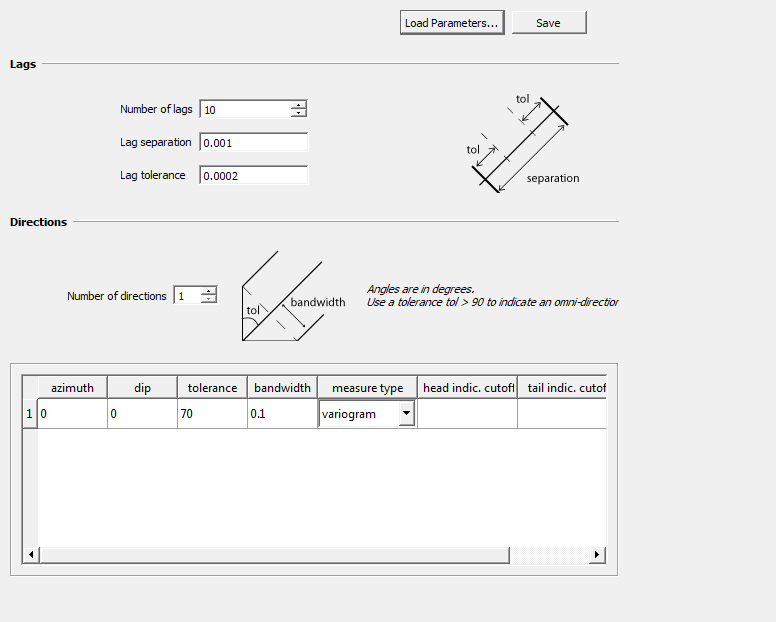 Load Parameters...
Save
Lags
Number of lags
10
Lag separation
0.001
Lag tolerance
0.0002
tol
tol
separation
Directions
Number of directions
1
tol
bandwidth
Angles are in degrees.
Use a tolerance tol > 90 to indicate an omni-direction
azimuth dip tolerance bandwidth measure type head indic. cutoff tail indic. cutof
1 0 0 70 0.1 variogram